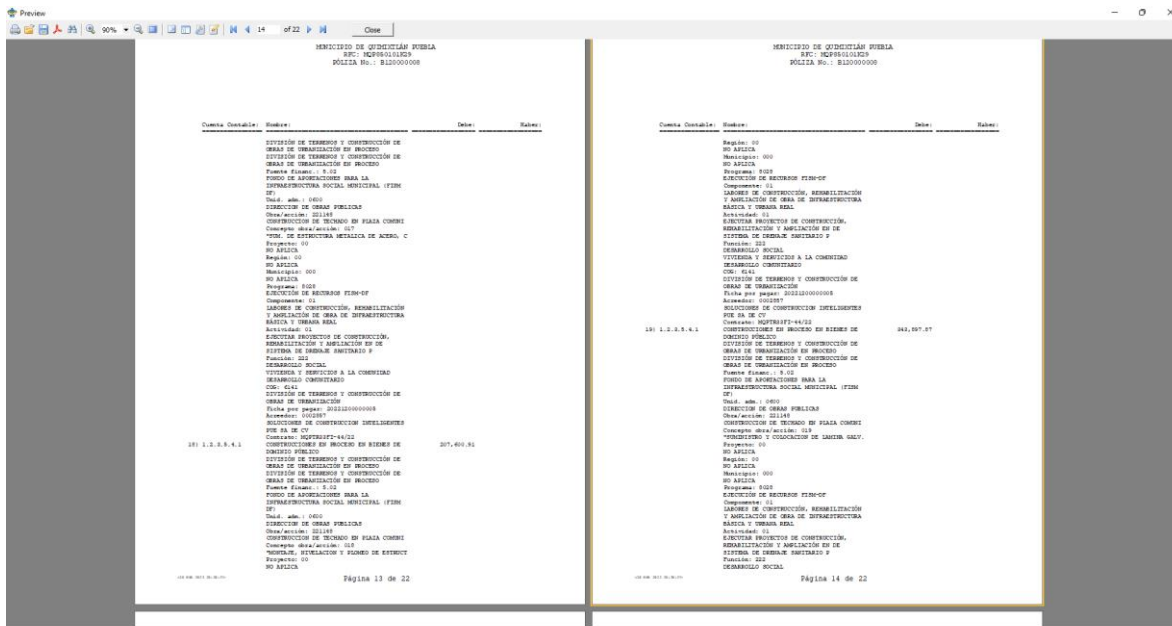 Preview
90%
14
of 22
Close
MUNICIPIO DE QUIMIXTLÁN PUEBLA
RFC: MQP850101K29
PÓLIZA No.: B120000008
Cuenta Contable: Nombre: Debe: Haber:
DIVISIÓN DE TERRENOS Y CONSTRUCCIÓN DE
OBRAS DE URBANIZACIÓN EN PROCESO
DIVISIÓN DE TERRENOS Y CONSTRUCCIÓN DE
OBRAS DE URBANIZACIÓN EN PROCESO
Fuente financ.: 5.02
FONDO DE APORTACIONES PARA LA
INFRAESTRUCTURA SOCIAL MUNICIPAL (FISM
DF)
Unid. adm.: 0600
DIRECCION DE OBRAS PUBLICAS
Obra/acción: 221148
CONSTRUCCION DE TECHADO EN PLAZA COMUNI
Concepto obra/acción: 017
"SUM. DE ESTRUCTURA METALICA DE ACERO, C
Proyecto: 00
NO APLICA
Región: 00
NO APLICA
Municipio: 000
NO APLICA
Programa: 8028
EJECUCIÓN DE RECURSOS FISM-DF
Componente: 01
LABORES DE CONSTRUCCIÓN, REHABILITACIÓN
Y AMPLIACIÓN DE OBRA DE INFRAESTRUCTURA
BÁSICA Y URBANA REAL
Actividad: 01
EJECUTAR PROYECTOS DE CONSTRUCCIÓN,
REHABILITACIÓN Y AMPLIACIÓN EN DE
SISTEMA DE DRENAJE SANITARIO P
Función: 222
DESARROLLO SOCIAL
VIVIENDA Y SERVICIOS A LA COMUNIDAD
DESARROLLO COMUNITARIO
COG: 6141
DIVISIÓN DE TERRENOS Y CONSTRUCCIÓN DE
OBRAS DE URBANIZACIÓN
Ficha por pagar: 20221200000008
Acreedor: 0002887
SOLUCIONES DE CONSTRUCCION INTELIGENTES
PUE SA DE CV
Contrato: MQPTRSSFI-44/22
18) 1.2.3.5.4.1 CONSTRUCCIONES EN PROCESO EN BIENES DE 207,600.91
DOMINIO PÚBLICO
DIVISIÓN DE TERRENOS Y CONSTRUCCIÓN DE
OBRAS DE URBANIZACIÓN EN PROCESO
DIVISIÓN DE TERRENOS Y CONSTRUCCIÓN DE
OBRAS DE URBANIZACIÓN EN PROCESO
Fuente financ.: 5.02
FONDO DE APORTACIONES PARA LA
INFRAESTRUCTURA SOCIAL MUNICIPAL (FISM
DF)
Unid. adm.: 0600
DIRECCION DE OBRAS PUBLICAS
Obra/acción: 221148
CONSTRUCCION DE TECHADO EN PLAZA COMUNI
Concepto obra/acción: 018
"MONTAJE, NIVELACION Y PLOMEO DE ESTRUCT
Proyecto: 00
NO APLICA
Página 13 de 22
MUNICIPIO DE QUIMIXTLÁN PUEBLA
RFC: MQP850101K29
PÓLIZA No.: B120000008
Cuenta Contable: Nombre: Debe: Haber:
Región: 00
NO APLICA
Municipio: 000
NO APLICA
Programa: 8028
EJECUCIÓN DE RECURSOS FISM-DF
Componente: 01
LABORES DE CONSTRUCCIÓN, REHABILITACIÓN
Y AMPLIACIÓN DE OBRA DE INFRAESTRUCTURA
BÁSICA Y URBANA REAL
Actividad: 01
EJECUTAR PROYECTOS DE CONSTRUCCIÓN,
REHABILITACIÓN Y AMPLIACIÓN EN DE
SISTEMA DE DRENAJE SANITARIO P
Función: 222
DESARROLLO SOCIAL
VIVIENDA Y SERVICIOS A LA COMUNIDAD
DESARROLLO COMUNITARIO
COG: 6141
DIVISIÓN DE TERRENOS Y CONSTRUCCIÓN DE
OBRAS DE URBANIZACIÓN
Ficha por pagar: 20221200000008
Acreedor: 0002887
SOLUCIONES DE CONSTRUCCION INTELIGENTES
PUE SA DE CV
Contrato: MQPTRSSFI-44/22
19) 1.2.3.5.4.1 CONSTRUCCIONES EN PROCESO EN BIENES DE
DOMINIO PÚBLICO
DIVISIÓN DE TERRENOS Y CONSTRUCCIÓN DE
OBRAS DE URBANIZACIÓN EN PROCESO
DIVISIÓN DE TERRENOS Y CONSTRUCCIÓN DE
OBRAS DE URBANIZACIÓN EN PROCESO
Fuente financ.: 5.02
FONDO DE APORTACIONES PARA LA
INFRAESTRUCTURA SOCIAL MUNICIPAL (FISM
DF)
Unid. adm.: 0600
DIRECCION DE OBRAS PUBLICAS
Obra/acción: 221148
CONSTRUCCION DE TECHADO EN PLAZA COMUNI
Concepto obra/acción: 019
"SUMINISTRO Y COLOCACION DE LAMINA GALV.
Proyecto: 00
NO APLICA
Región: 00
NO APLICA
Municipio: 000
NO APLICA
Programa: 8028
EJECUCIÓN DE RECURSOS FISM-DF
Componente: 01
LABORES DE CONSTRUCCIÓN, REHABILITACIÓN
Y AMPLIACIÓN DE OBRA DE INFRAESTRUCTURA
BÁSICA Y URBANA REAL
Actividad: 01
EJECUTAR PROYECTOS DE CONSTRUCCIÓN,
REHABILITACIÓN Y AMPLIACIÓN EN DE
SISTEMA DE DRENAJE SANITARIO P
Función: 222
DESARROLLO SOCIAL
Página 14 de 22